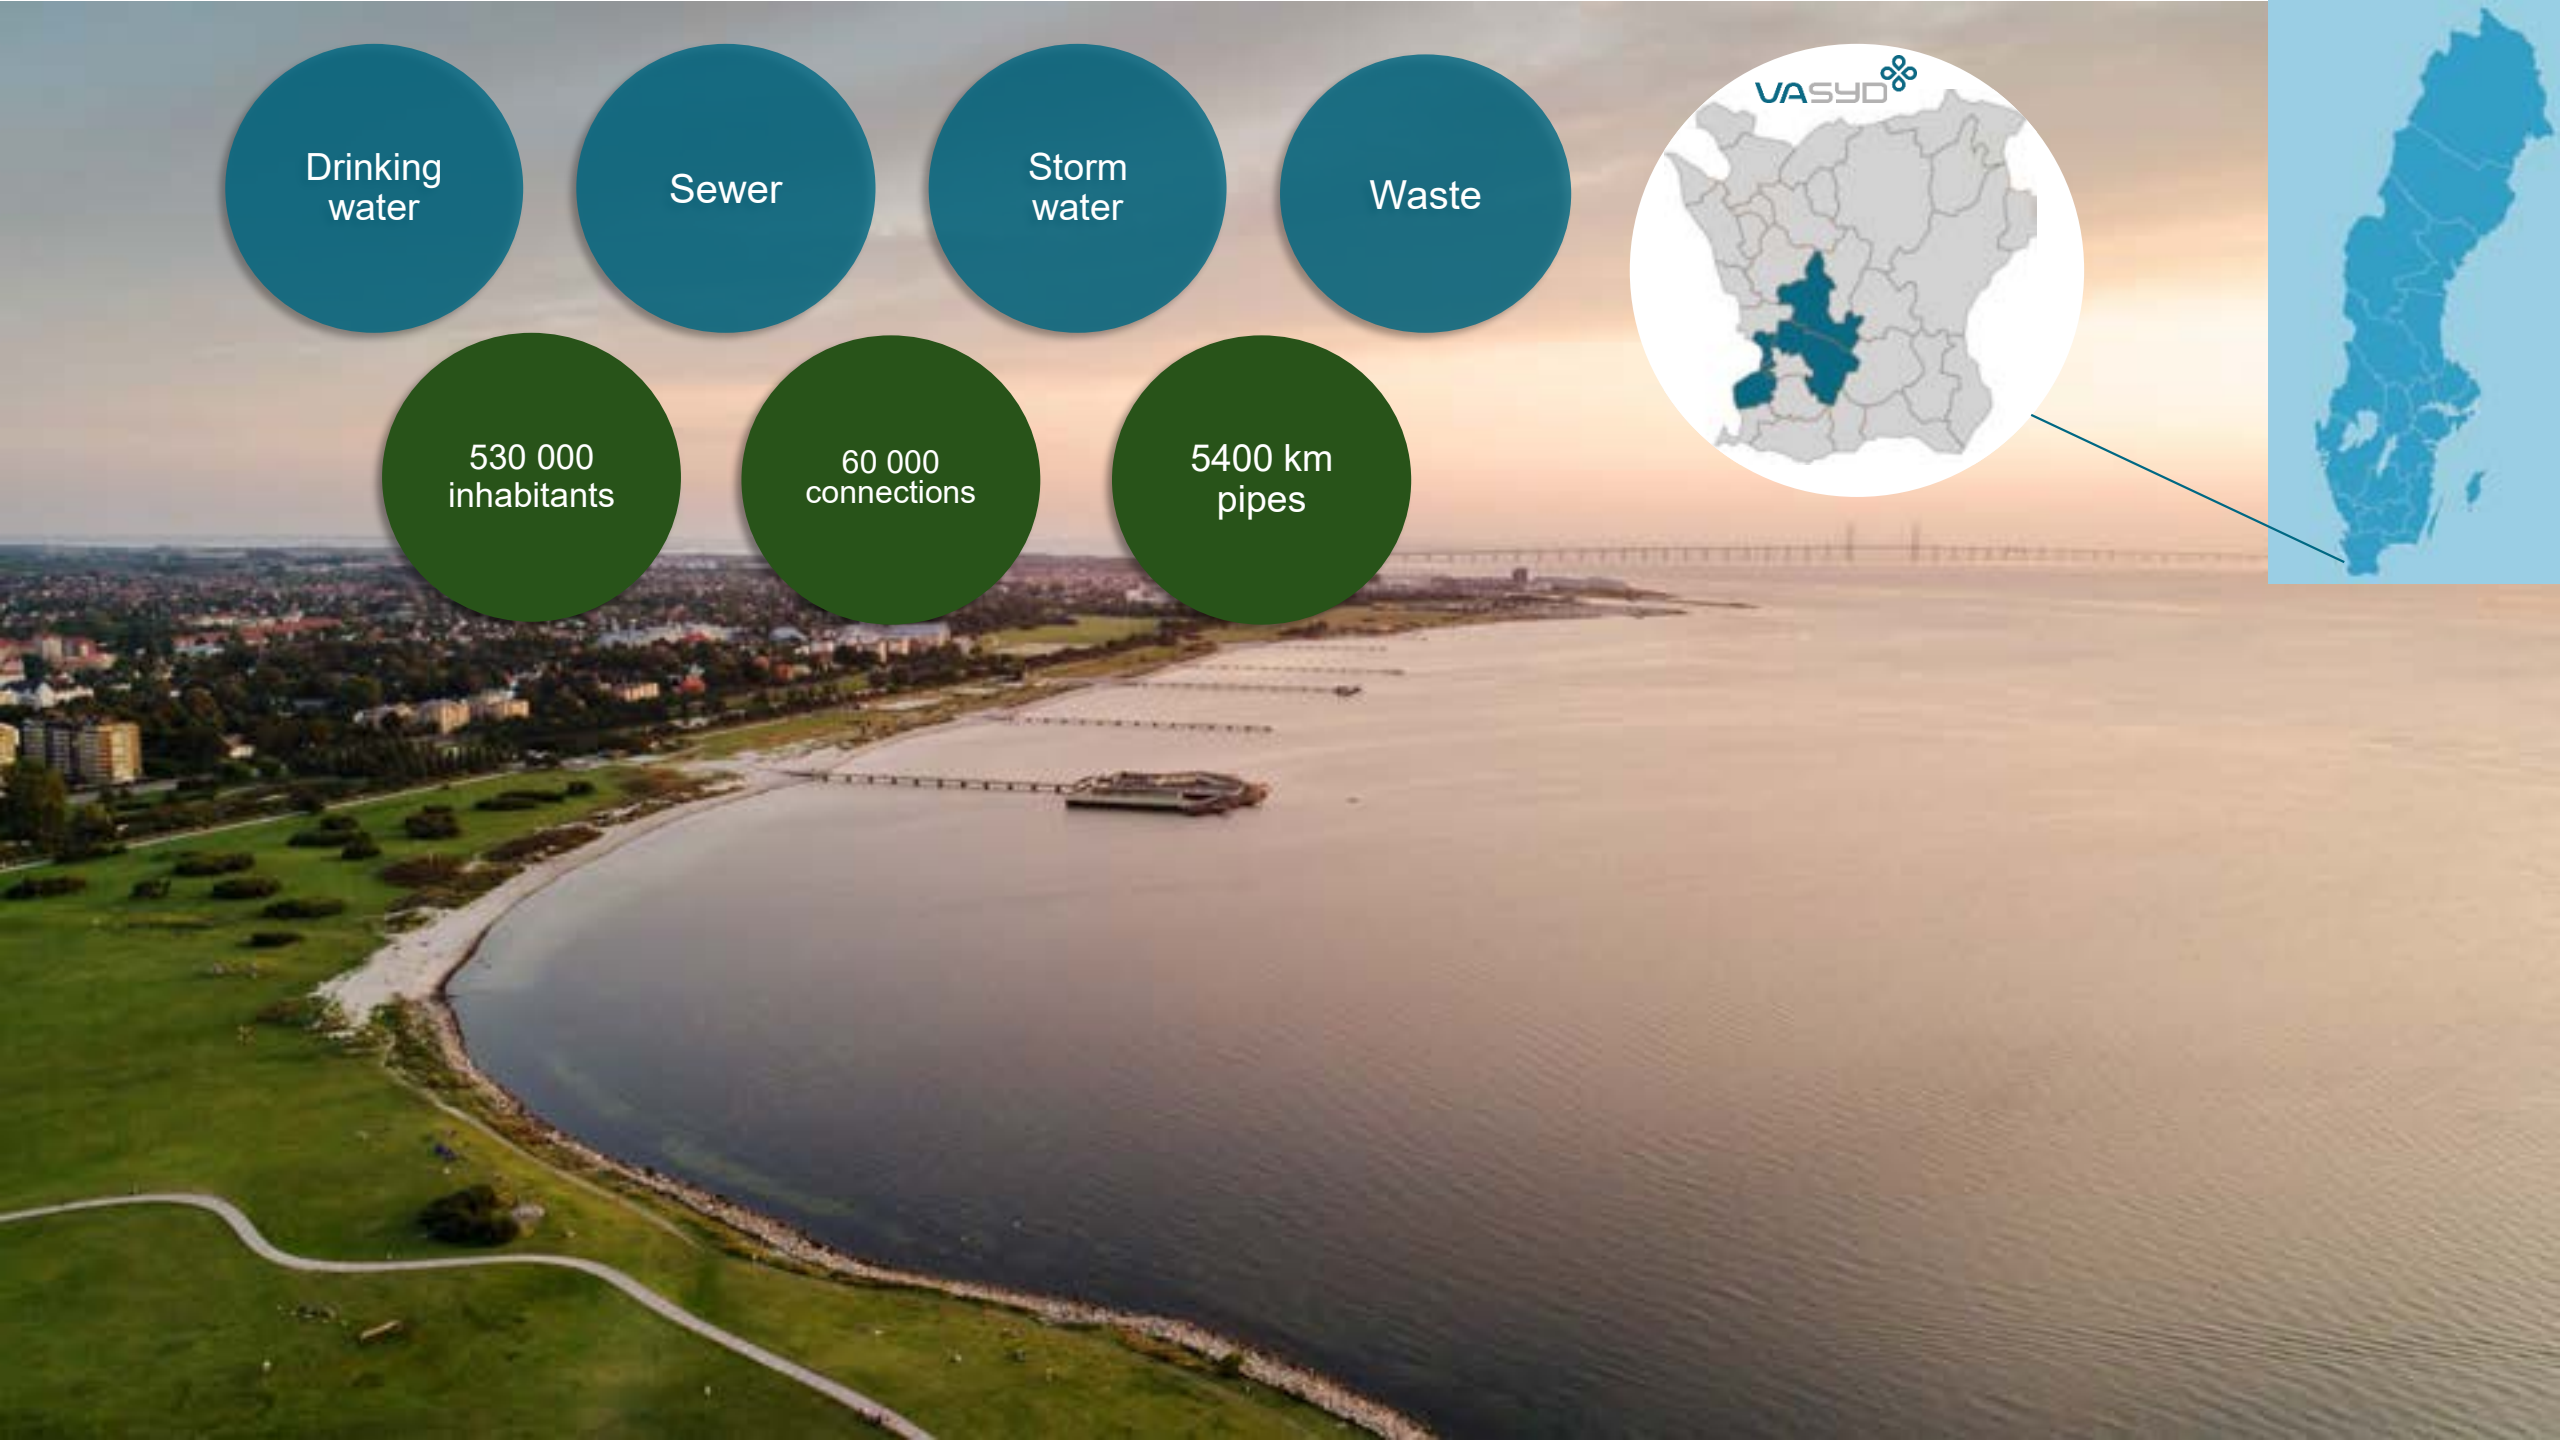 Drinking
water
Sewer
Storm
water
Waste
VASYD
530 000
inhabitants
60 000
connections
5400 km
pipes